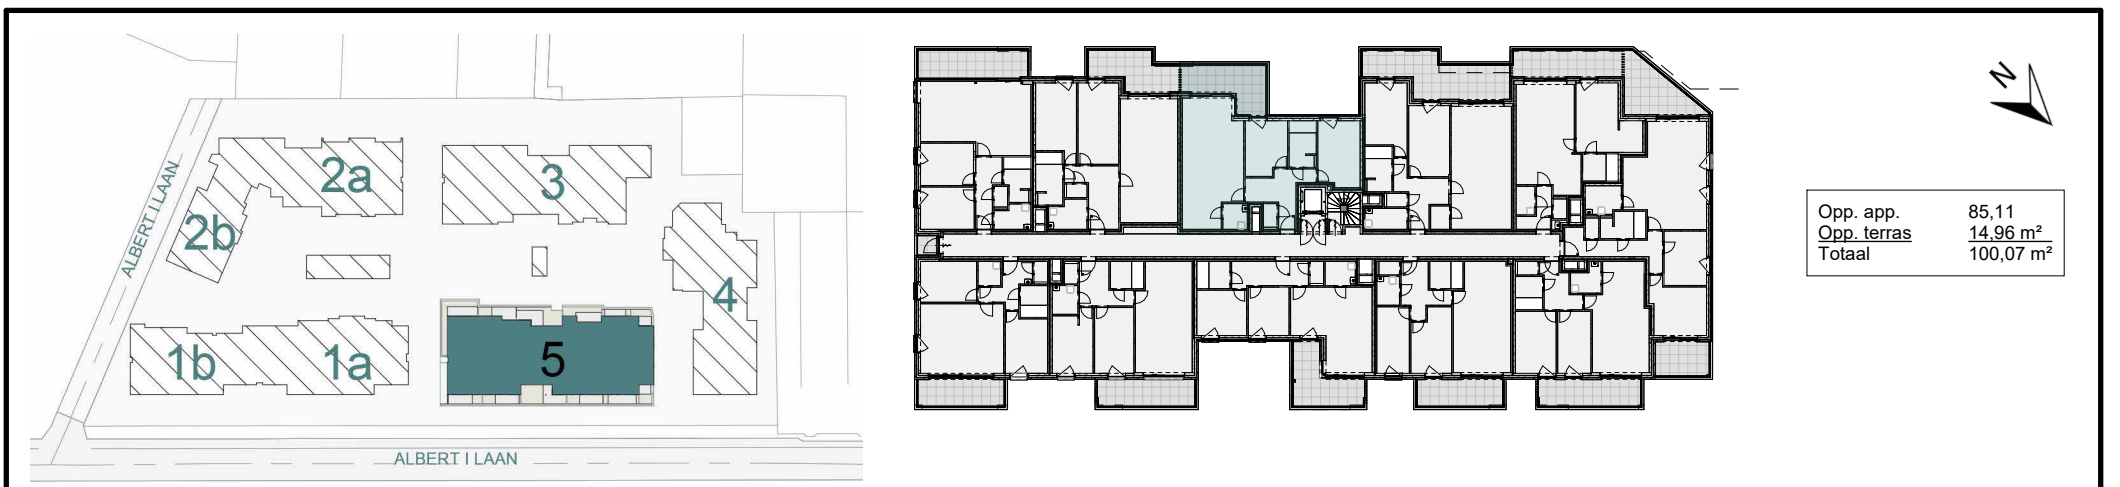 ALBERT I LAAN
2a
2b
3
4
1b
1a
5
ALBERT I LAAN
N
Opp. app. 85,11
Opp. terras 14,96 m²
Totaal 100,07 m²